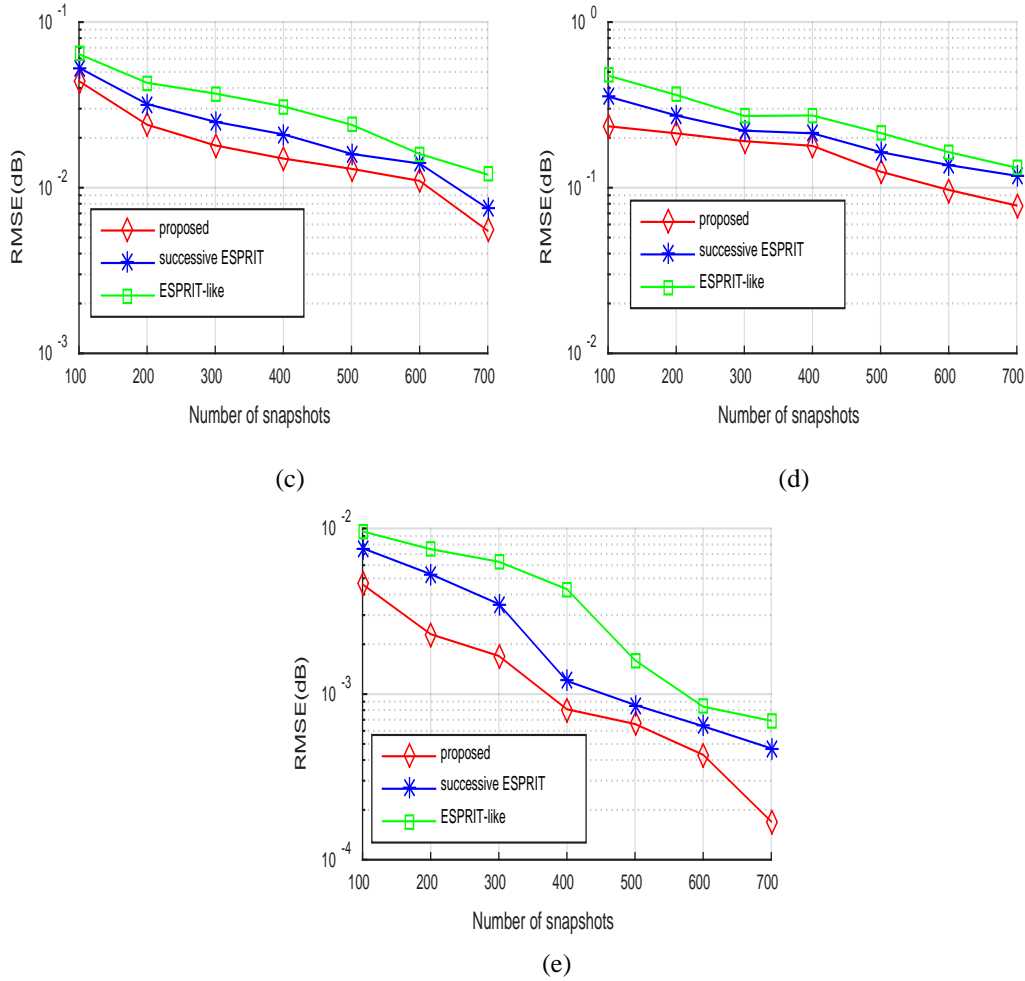 10^-1
10^-2
10^-3
RMSE(dB)
proposed
successive ESPRIT
ESPRIT-like
100 200 300 400 500 600 700
Number of snapshots
(c)
10^0
10^-1
10^-2
RMSE(dB)
proposed
successive ESPRIT
ESPRIT-like
100 200 300 400 500 600 700
Number of snapshots
(d)
10^-2
10^-3
10^-4
RMSE(dB)
proposed
successive ESPRIT
ESPRIT-like
100 200 300 400 500 600 700
Number of snapshots
(e)